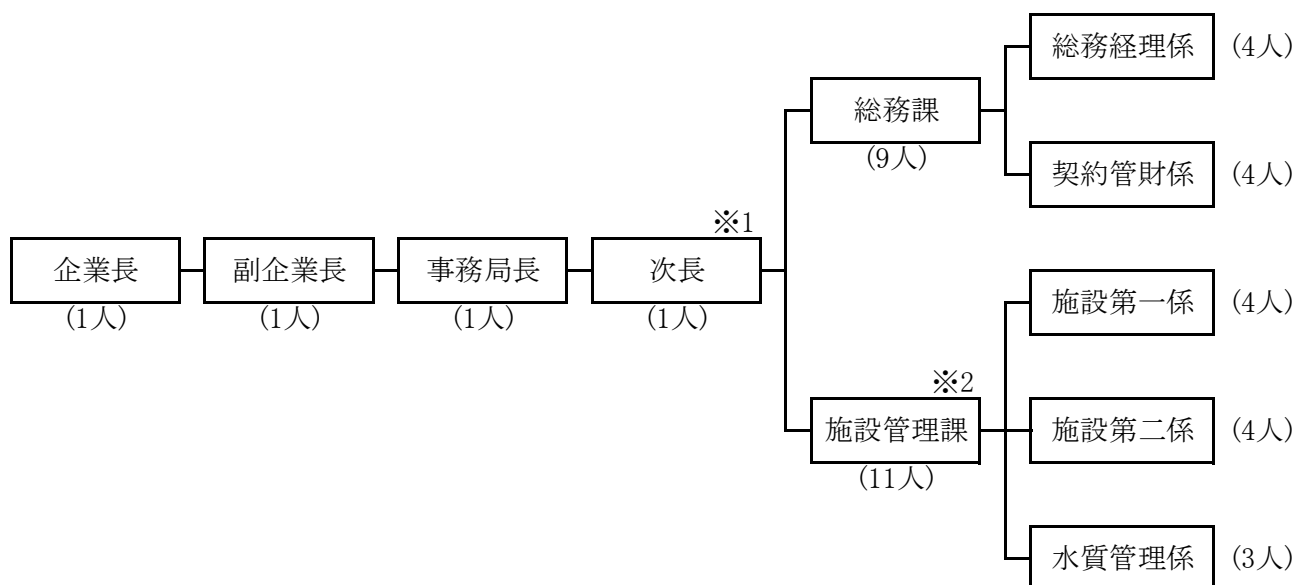 総務経理係 (4人)
総務課
(9人)
契約管財係 (4人)
※1
企業長
(1人)
副企業長
(1人)
事務局長
(1人)
次長
(1人)
施設第一係 (4人)
※2
施設管理課
(11人)
施設第二係 (4人)
水質管理係 (3人)